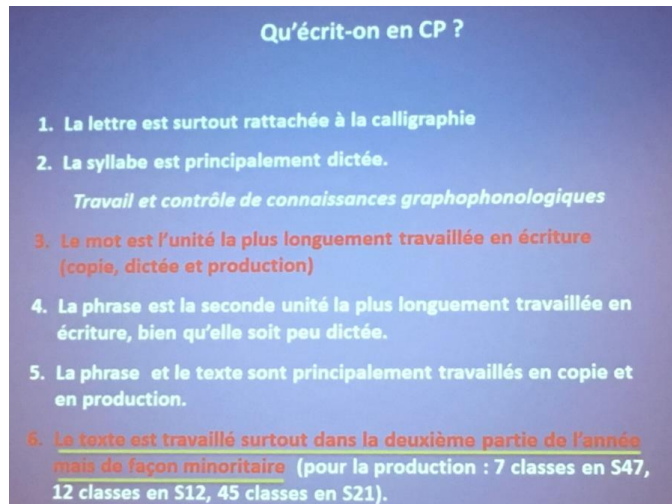 Qu'écrit-on en CP ?
1. La lettre est surtout rattachée à la calligraphie
2. La syllabe est principalement dictée.
Travail et contrôle de connaissances graphophonologiques
3. Le mot est l'unité la plus longuement travaillée en écriture
(copie, dictée et production)
4. La phrase est la seconde unité la plus longuement travaillée en
écriture, bien qu'elle soit peu dictée.
5. La phrase et le texte sont principalement travaillés en copie et
en production.
6. Le texte est travaillé surtout dans la deuxième partie de l'année
mais de façon minoritaire (pour la production : 7 classes en S47,
12 classes en S12, 45 classes en S21).